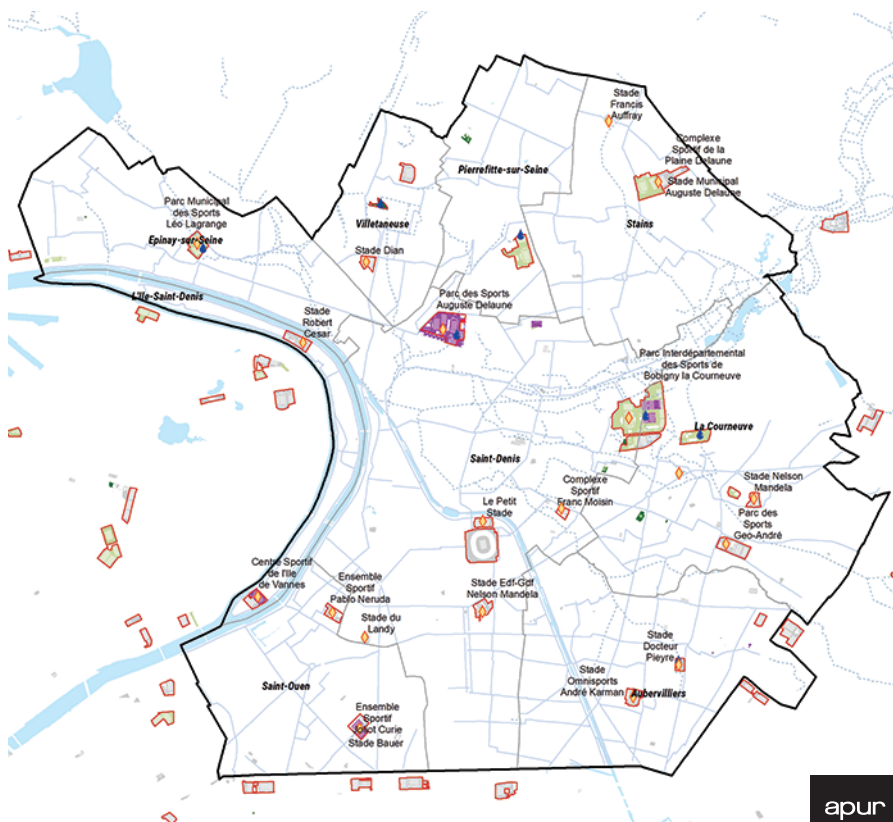 Stade
Francis
Auffray
Complexe
Sportif de la
Plaine Delaune
Pierrefitte-sur-Seine
Stade Municipal
Auguste Delaune
Parc Municipal
des Sports
Léo Lagrange
Villetaneuse
Stains
Epinay-sur-Seine
Stade Dian
L'Ile-Saint-Denis
Parc des Sports
Auguste Delaune
Stade
Robert
Cesar
Parc Interdépartemental
des Sports de
Bobigny la Courneuve
La Courneuve
Saint-Denis
Stade Nelson
Mandela
Complexe
Sportif
Franc Moisin
Le Petit
Stade
Parc des
Sports
Geo-André
Centre Sportif
de l'Ile
de Vannes
Ensemble
Sportif
Pablo Neruda
Stade Edf-Gdf
Nelson Mandela
Stade du
Landy
Stade
Docteur
Pieyre
Stade
Omnisports
André Karman
Aubervilliers
Saint-Ouen
Ensemble
Sportif
Joliot Curie
Stade Bauer
apur